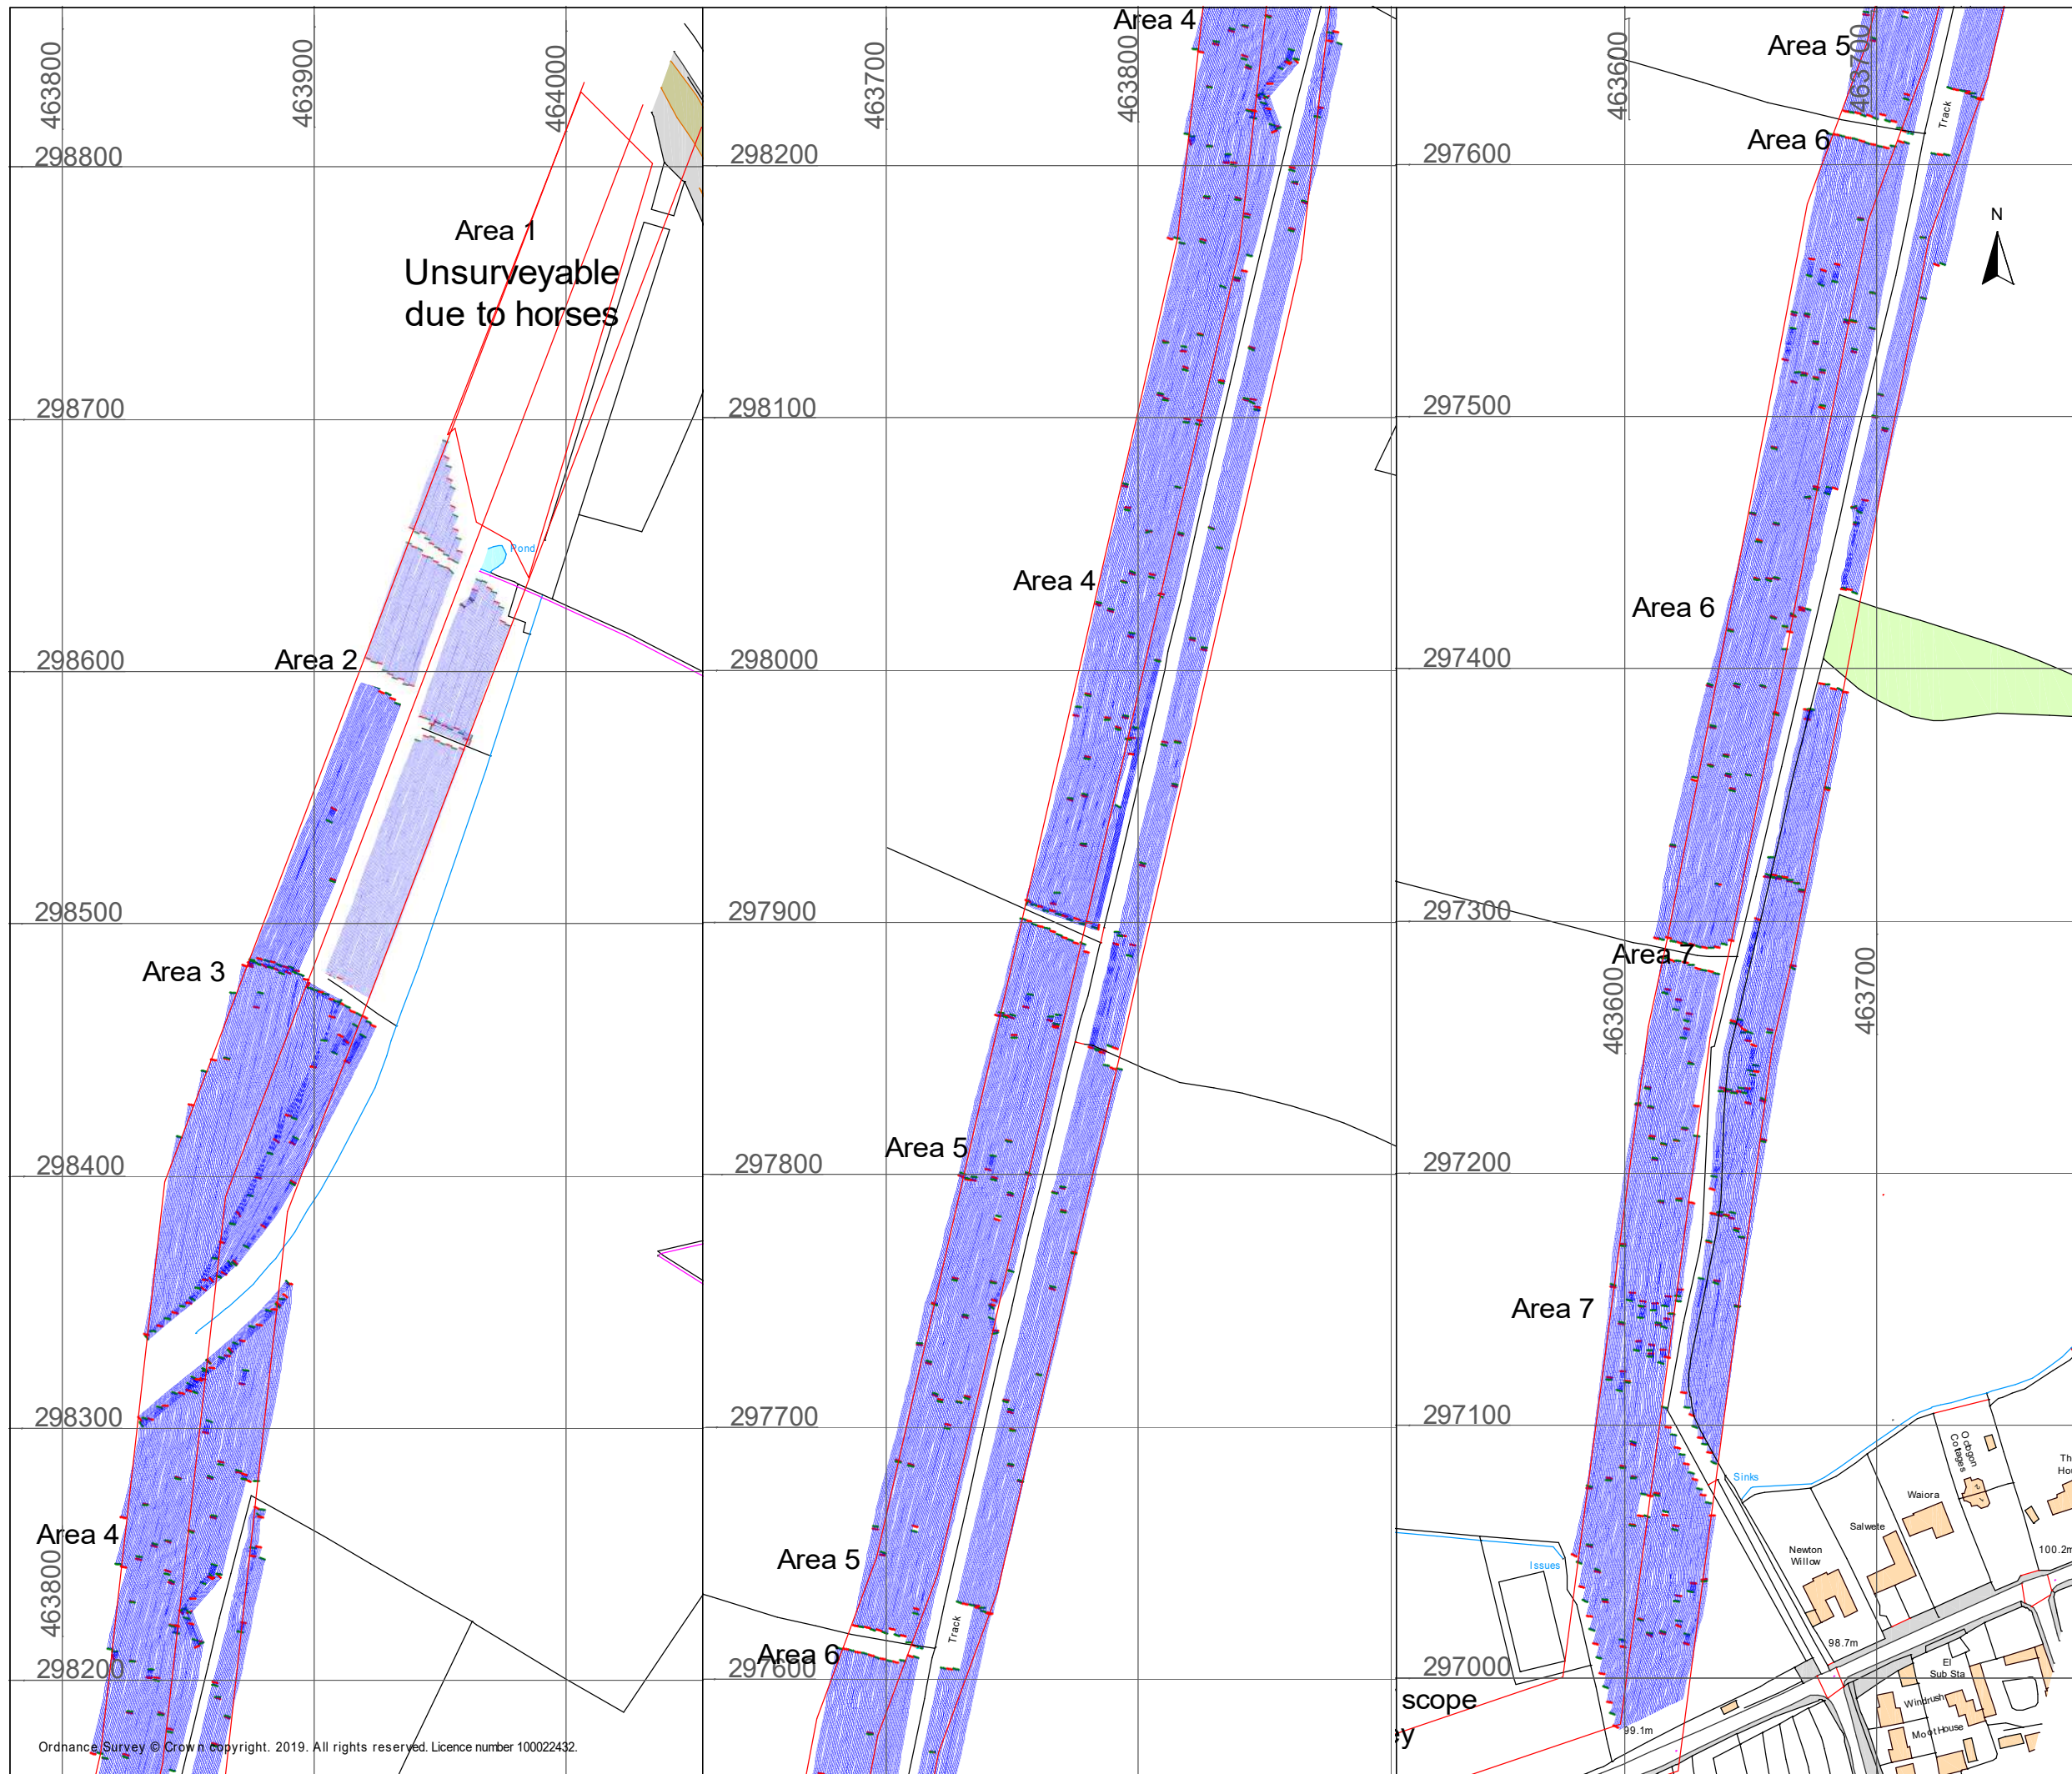 463800
463900
464000
298800
Area 1
Unsurveyable
due to horses
298700
Pond
Area 2
298600
298500
Area 3
298400
298300
Area 4
463800
298200
Ordnance Survey © Crown copyright. 2019. All rights reserved. Licence number 100022432.
Area 4
463700
463800
298200
298100
Area 4
298000
297900
Area 5
297800
297700
Area 5
Track
Area 6
297600
463600
Area 5
463700
Track
Area 6
297600
N
297500
Area 6
297400
297300
Area 7
463600
463700
297200
Area 7
297100
Sinks
Cottages
Waiora
Salwete
Newton
Willow
Issues
100.2m
98.7m
El
Sub Sta
297000
Windrush
Moot House
scope
ey
99.1m